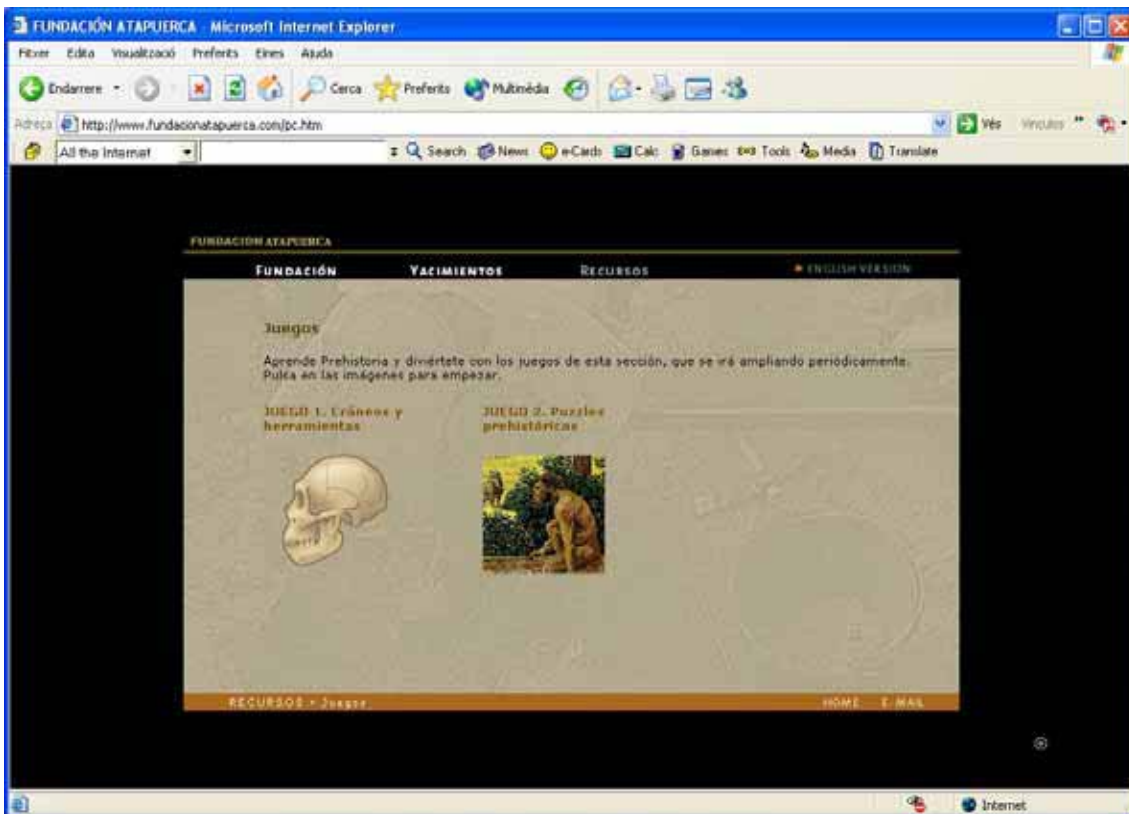 FUNDACIÓN ATAPUERCA - Microsoft Internet Explorer
Fitxer Edita Visualització Preferits Eines Ajuda
Endarrere Cerca Preferits Multimèdia
Adreça http://www.fundacionatapuerca.com/pc.htm Vés Vínculos
All the Internet Search News e-Cards Calc Games Tools Media Translate
FUNDACIÓN ATAPUERCA
FUNDACIÓN YACIMIENTOS RECURSOS ENGLISH VERSION
Juegos
Aprende Prehistoria y diviértete con los juegos de esta sección, que se irá ampliando periódicamente.
Pulsa en las imágenes para empezar.
JUEGO 1. Cráneos y JUEGO 2. Puzzles
herramientas prehistóricos
RECURSOS • Juegos HOME E-MAIL
Internet